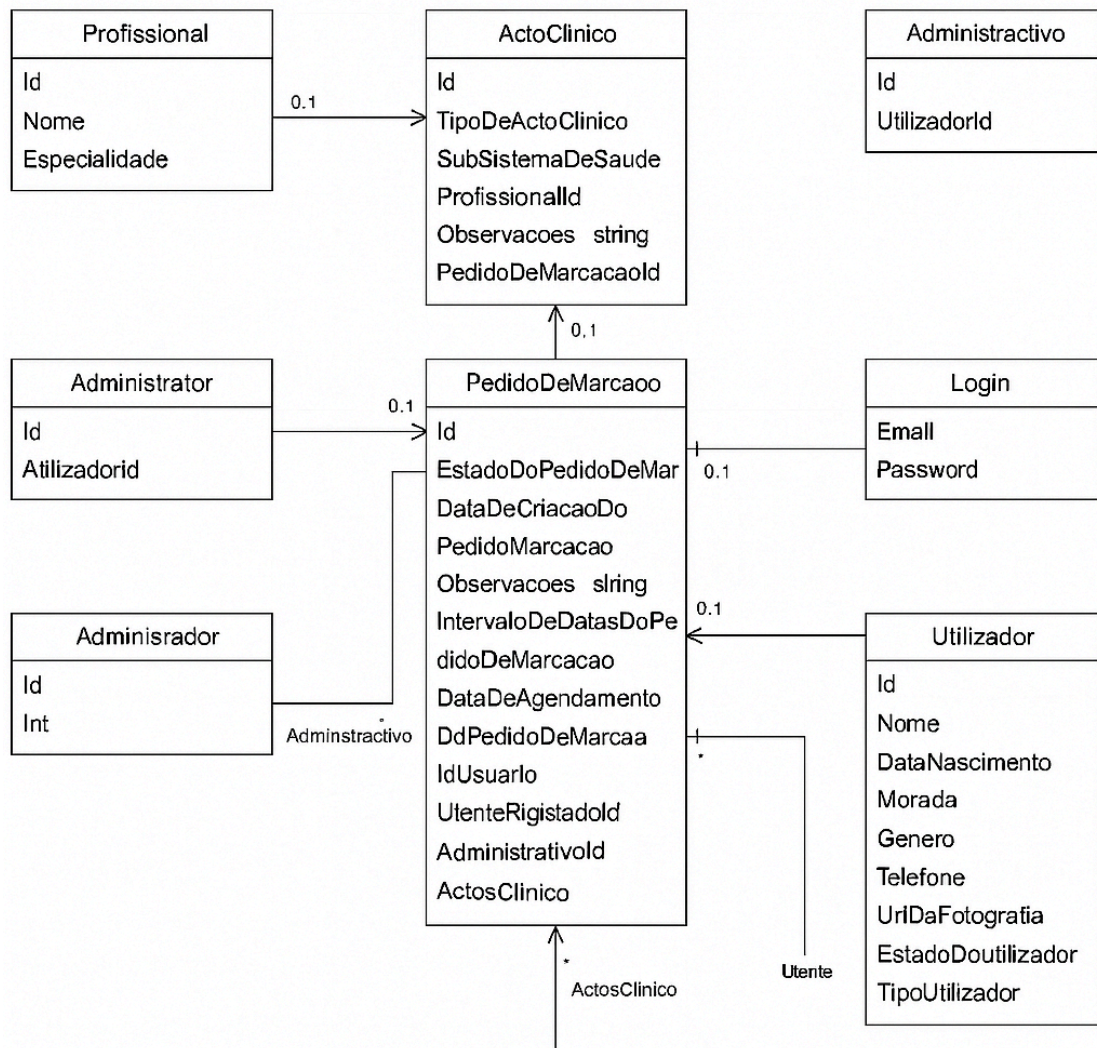 Profissional
Id
Nome
Especialidade
0.1
ActoClinico
Id
TipoDeActoClinico
SubSistemaDeSaude
ProfissionalId
Observacoes string
PedidoDeMarcacaoId
0,1
Administractivo
Id
UtilizadorId
Administrator
Id
Atilizadorid
0.1
PedidoDeMarcaoo
Id
EstadoDoPedidoDeMar
DataDeCriacaoDo
PedidoMarcacao
Observacoes slring
IntervaloDeDatasDoPe
didoDeMarcacao
DataDeAgendamento
DdPedidoDeMarcaa
IdUsuarIo
UtenteRigistadoId
AdministrativoId
ActosClinico
0.1
Login
Emall
Password
Adminisrador
Id
Int
*
Adminstractivo
0.1
*
Utente
Utilizador
Id
Nome
DataNascimento
Morada
Genero
Telefone
UrlDaFotografia
EstadoDoutilizador
TipoUtilizador
*
ActosClinico